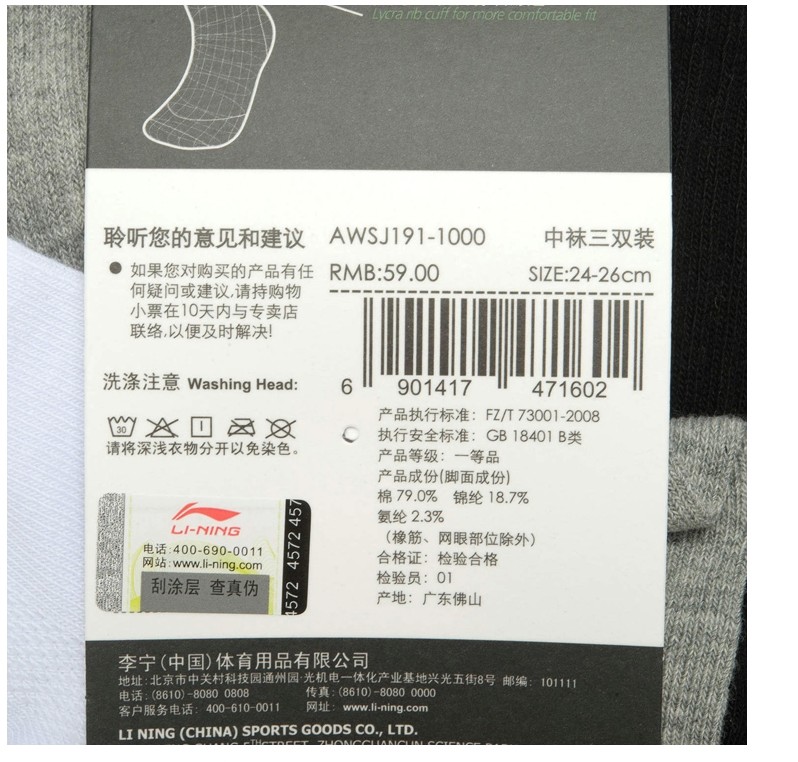 Lycra rib cuff for more comfortable fit
聆听您的意见和建议
● 如果您对购买的产品有任
何疑问或建议,请持购物
小票在10天内与专卖店
联络,以便及时解决!
洗涤注意 Washing Head:
30
请将深浅衣物分开以免染色。
AWSJ191-1000 中袜三双装
RMB:59.00 SIZE:24-26cm
6 901417 471602
产品执行标准: FZ/T 73001-2008
执行安全标准: GB 18401 B类
产品等级: 一等品
产品成份(脚面成份)
棉 79.0% 锦纶 18.7%
氨纶 2.3%
(橡筋、网眼部位除外)
合格证: 检验合格
检验员: 01
产地: 广东佛山
LI-NING
电话:400-690-0011
网站:www.li-ning.com
刮涂层 查真伪
4572 4572 457
李宁(中国)体育用品有限公司
地址:北京市中关村科技园通州园·光机电一体化产业基地兴光五街8号 邮编: 101111
电话:(8610)-8080 0808 传真:(8610)-8080 0000
客户服务电话: 400-610-0011 网址: www.li-ning.com
LI NING (CHINA) SPORTS GOODS CO., LTD.